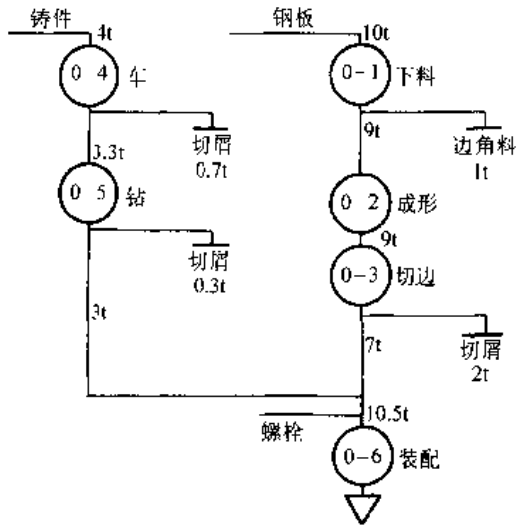 铸件
4t
0 4 车
切屑
0.7t
3.3t
0 5 钻
切屑
0.3t
3t
钢板
10t
0-1 下料
9t
边角料
1t
0 2 成形
9t
0-3 切边
7t
切屑
2t
螺栓
10.5t
0-6 装配